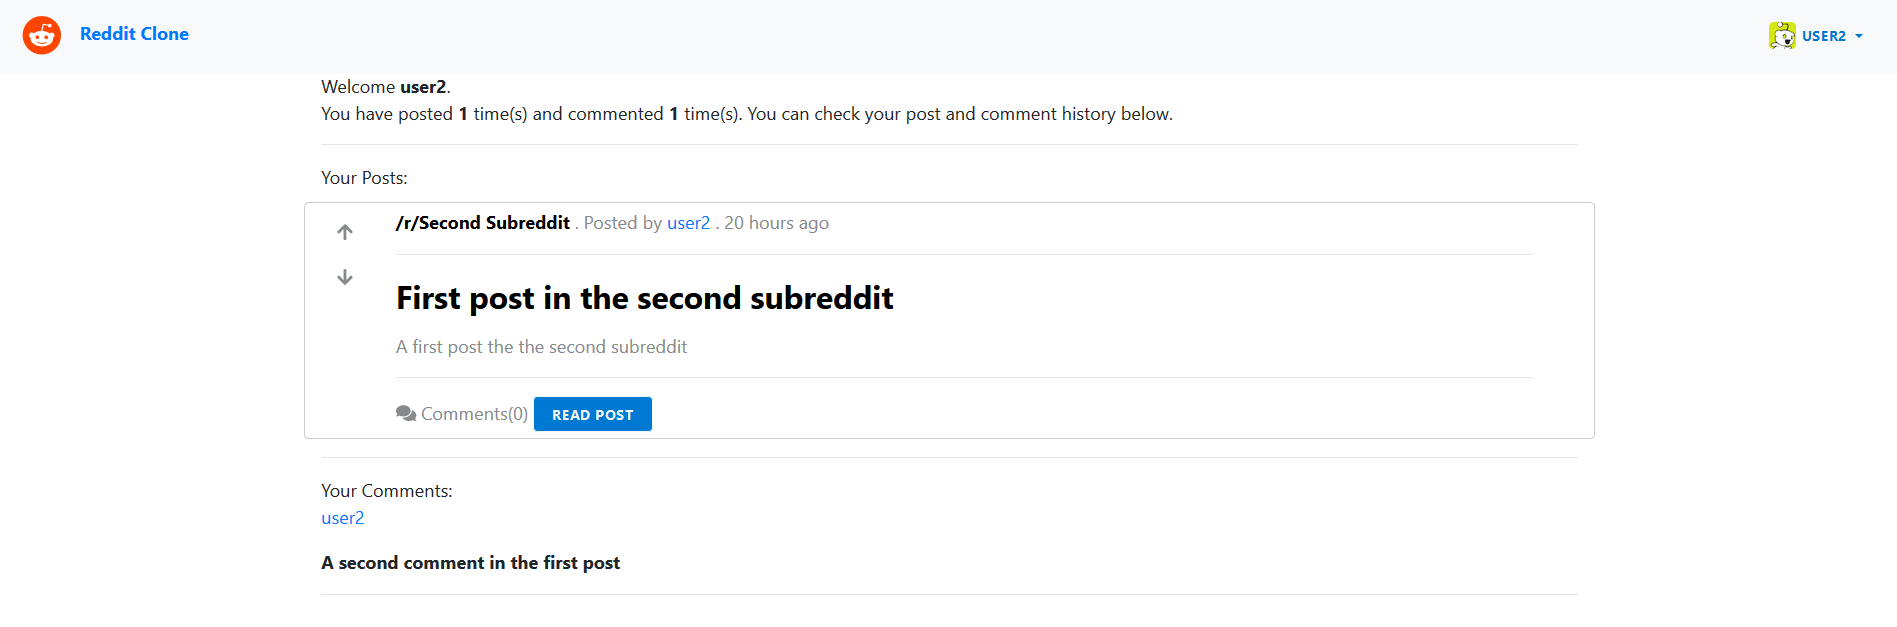 Reddit Clone
USER2
Welcome user2.
You have posted 1 time(s) and commented 1 time(s). You can check your post and comment history below.
Your Posts:
/r/Second Subreddit . Posted by user2 . 20 hours ago
First post in the second subreddit
A first post the the second subreddit
Comments(0) READ POST
Your Comments:
user2
A second comment in the first post